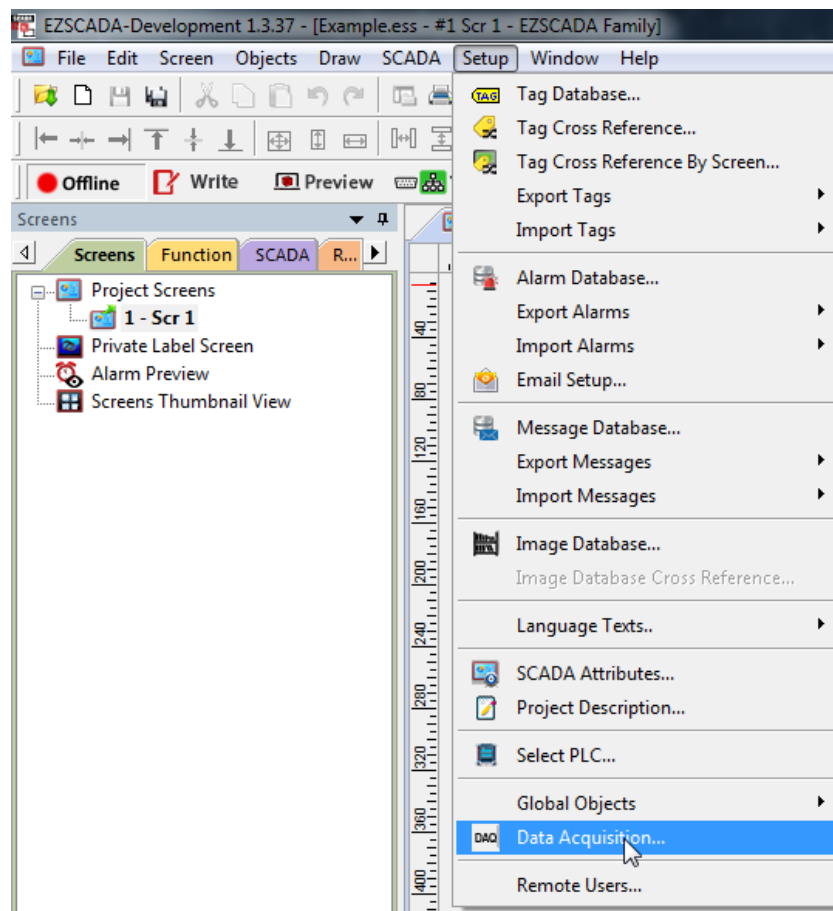 EZSCADA-Development 1.3.37 - [Example.ess - #1 Scr 1 - EZSCADA Family]
File Edit Screen Objects Draw SCADA Setup Window Help
Offline Write Preview
Screens
Screens Function SCADA R...
Project Screens
1 - Scr 1
Private Label Screen
Alarm Preview
Screens Thumbnail View
40
80
120
160
200
240
280
320
360
400
TAG Tag Database...
Tag Cross Reference...
Tag Cross Reference By Screen...
Export Tags
Import Tags
Alarm Database...
Export Alarms
Import Alarms
Email Setup...
Message Database...
Export Messages
Import Messages
Image Database...
Image Database Cross Reference...
Language Texts..
SCADA Attributes...
Project Description...
Select PLC...
Global Objects
DAQ Data Acquisition...
Remote Users...